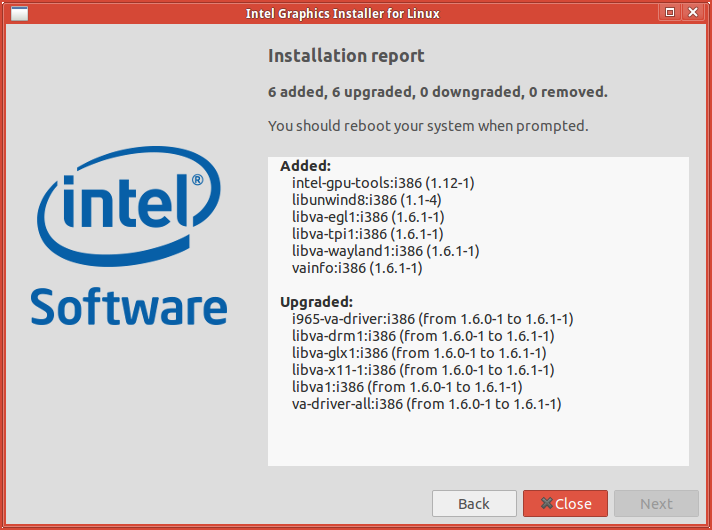 Intel Graphics Installer for Linux
Installation report
6 added, 6 upgraded, 0 downgraded, 0 removed.
You should reboot your system when prompted.
intel®
Software
Added:
intel-gpu-tools:i386 (1.12-1)
libunwind8:i386 (1.1-4)
libva-egl1:i386 (1.6.1-1)
libva-tpi1:i386 (1.6.1-1)
libva-wayland1:i386 (1.6.1-1)
vainfo:i386 (1.6.1-1)
Upgraded:
i965-va-driver:i386 (from 1.6.0-1 to 1.6.1-1)
libva-drm1:i386 (from 1.6.0-1 to 1.6.1-1)
libva-glx1:i386 (from 1.6.0-1 to 1.6.1-1)
libva-x11-1:i386 (from 1.6.0-1 to 1.6.1-1)
libva1:i386 (from 1.6.0-1 to 1.6.1-1)
va-driver-all:i386 (from 1.6.0-1 to 1.6.1-1)
Back
Close
Next